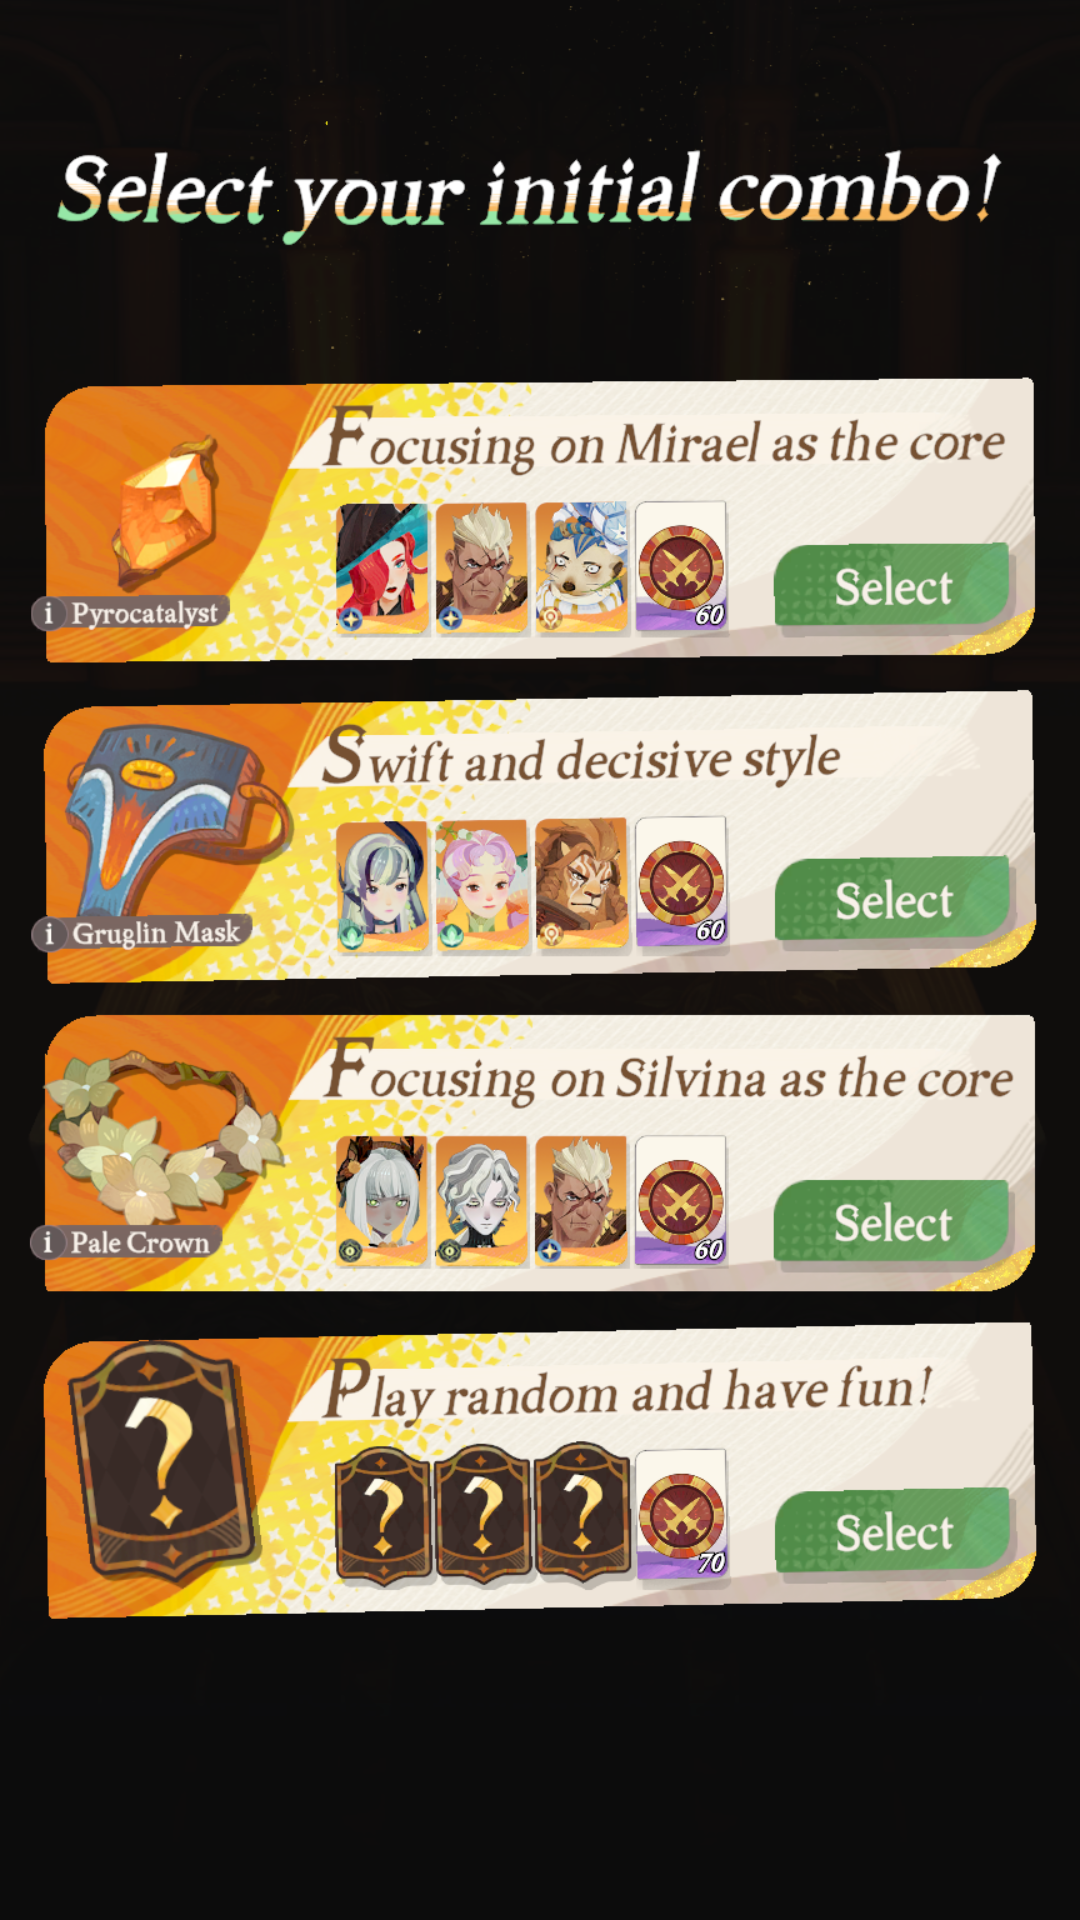 Select your initial combo!
Focusing on Mirael as the core
60
Select
i Pyrocatalyst
Swift and decisive style
60
Select
i Gruglin Mask
Focusing on Silvina as the core
60
Select
i Pale Crown
Play random and have fun!
?
? ? ?
70
Select